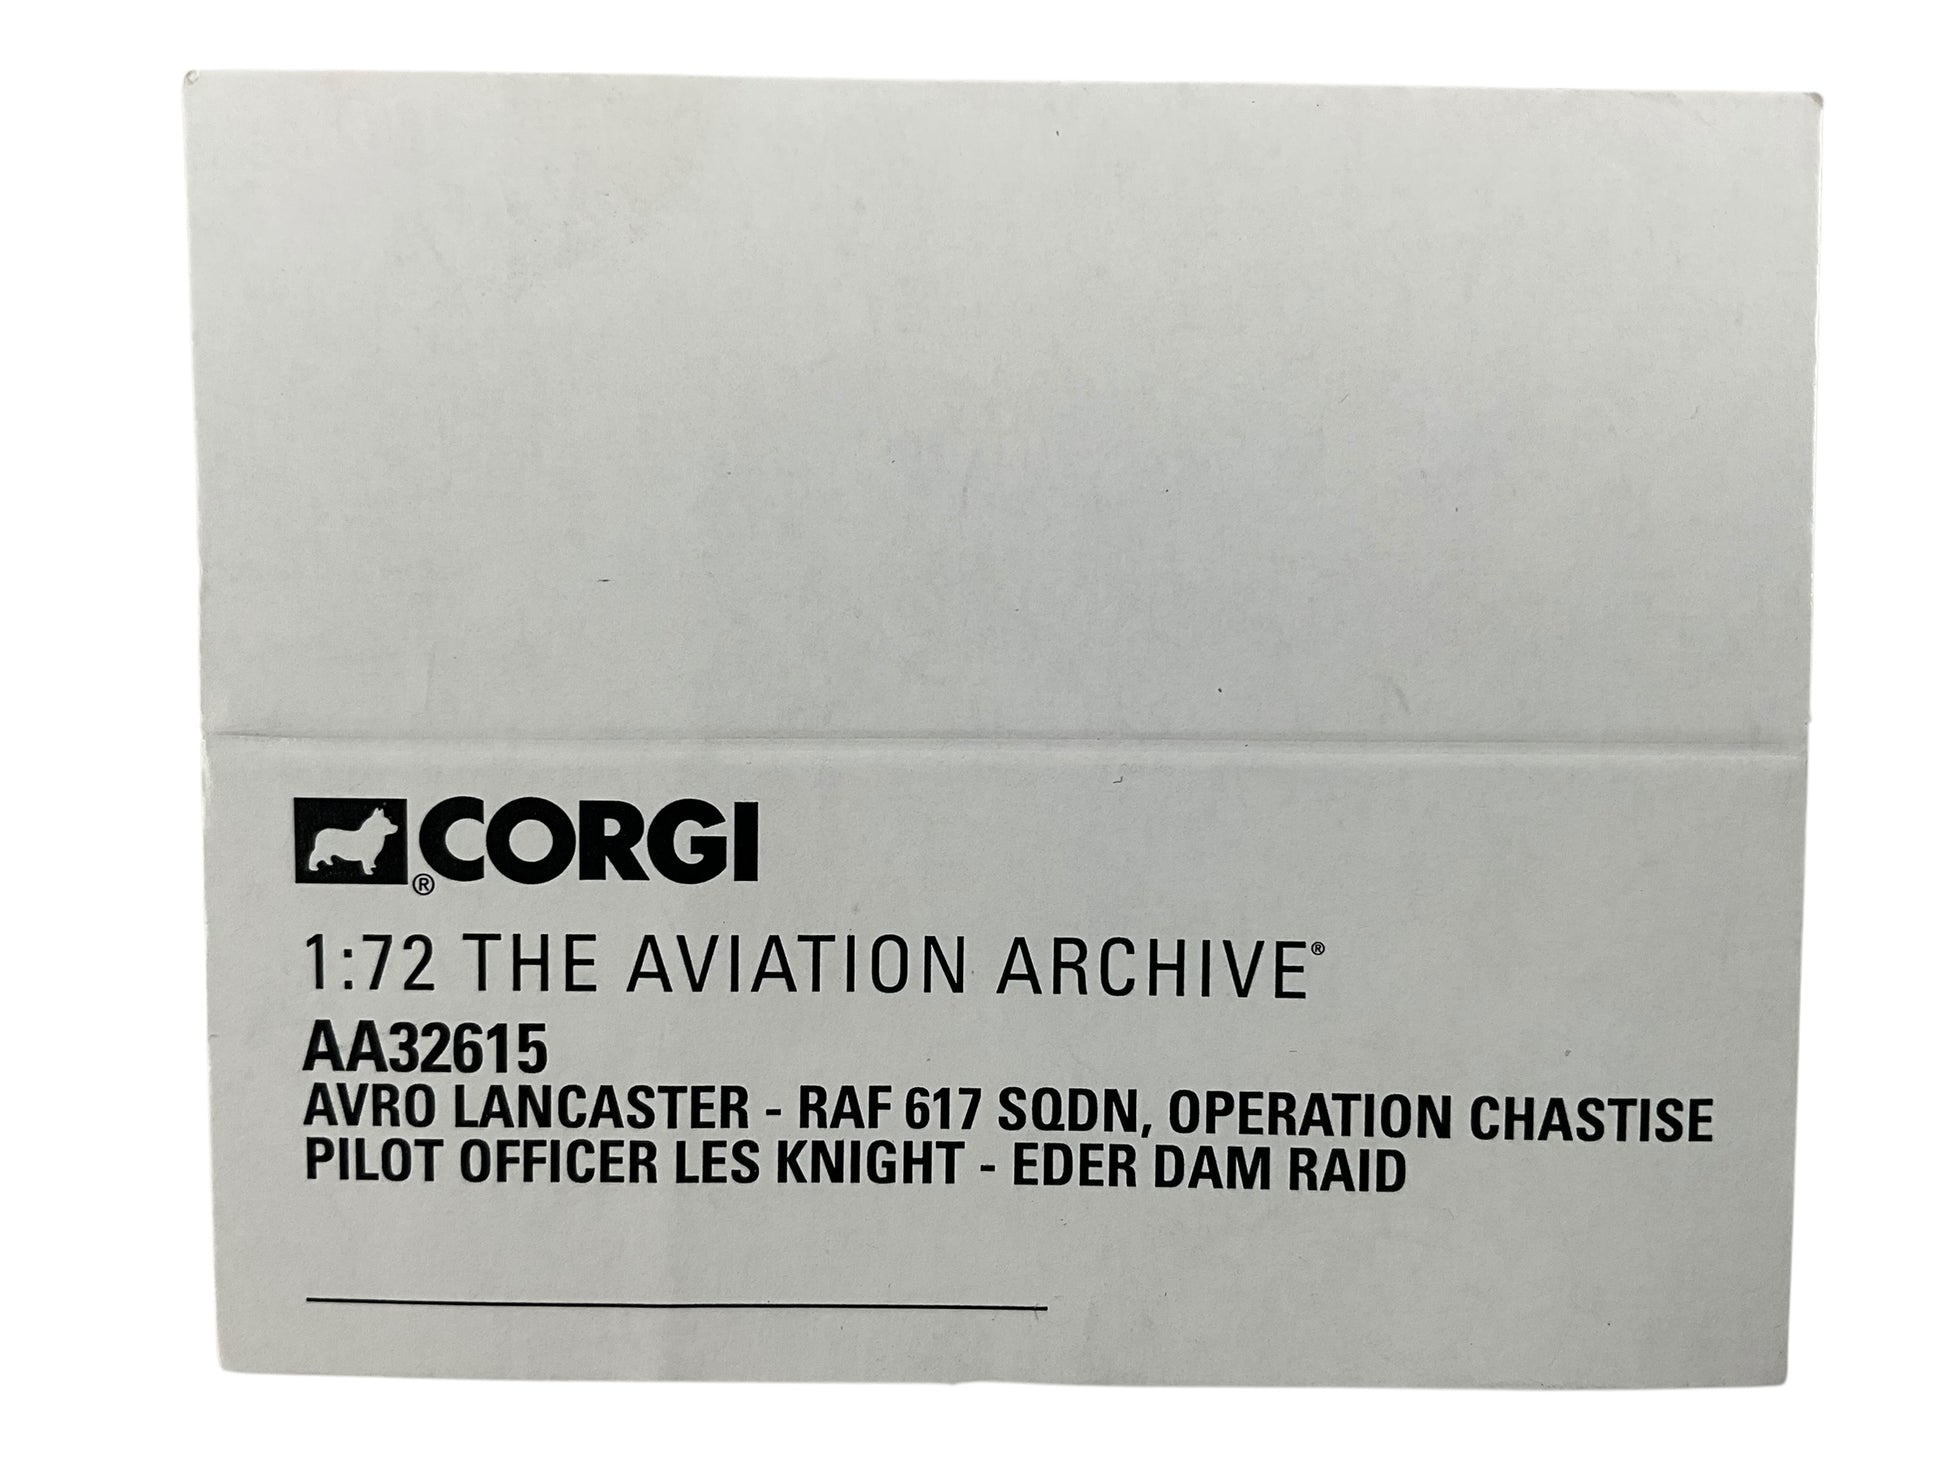 ® CORGI
1:72 THE AVIATION ARCHIVE®
AA32615
AVRO LANCASTER - RAF 617 SQDN, OPERATION CHASTISE
PILOT OFFICER LES KNIGHT - EDER DAM RAID